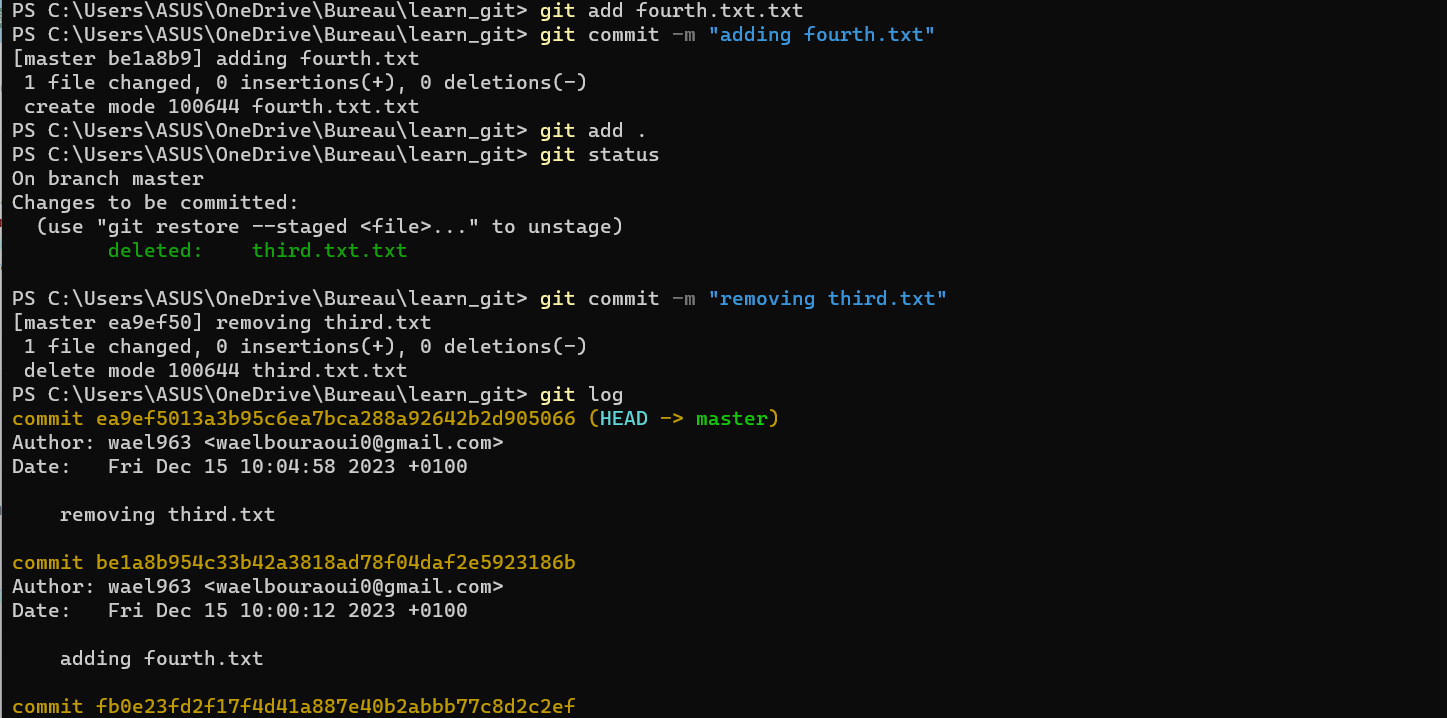 PS C:\Users\ASUS\OneDrive\Bureau\learn_git> git add fourth.txt.txt
PS C:\Users\ASUS\OneDrive\Bureau\learn_git> git commit -m "adding fourth.txt"
[master be1a8b9] adding fourth.txt
 1 file changed, 0 insertions(+), 0 deletions(-)
 create mode 100644 fourth.txt.txt
PS C:\Users\ASUS\OneDrive\Bureau\learn_git> git add .
PS C:\Users\ASUS\OneDrive\Bureau\learn_git> git status
On branch master
Changes to be committed:
  (use "git restore --staged <file>..." to unstage)
        deleted:    third.txt.txt

PS C:\Users\ASUS\OneDrive\Bureau\learn_git> git commit -m "removing third.txt"
[master ea9ef50] removing third.txt
 1 file changed, 0 insertions(+), 0 deletions(-)
 delete mode 100644 third.txt.txt
PS C:\Users\ASUS\OneDrive\Bureau\learn_git> git log
commit ea9ef5013a3b95c6ea7bca288a92642b2d905066 (HEAD -> master)
Author: wael963 <waelbouraoui0@gmail.com>
Date:   Fri Dec 15 10:04:58 2023 +0100

    removing third.txt

commit be1a8b954c33b42a3818ad78f04daf2e5923186b
Author: wael963 <waelbouraoui0@gmail.com>
Date:   Fri Dec 15 10:00:12 2023 +0100

    adding fourth.txt

commit fb0e23fd2f17f4d41a887e40b2abbb77c8d2c2ef